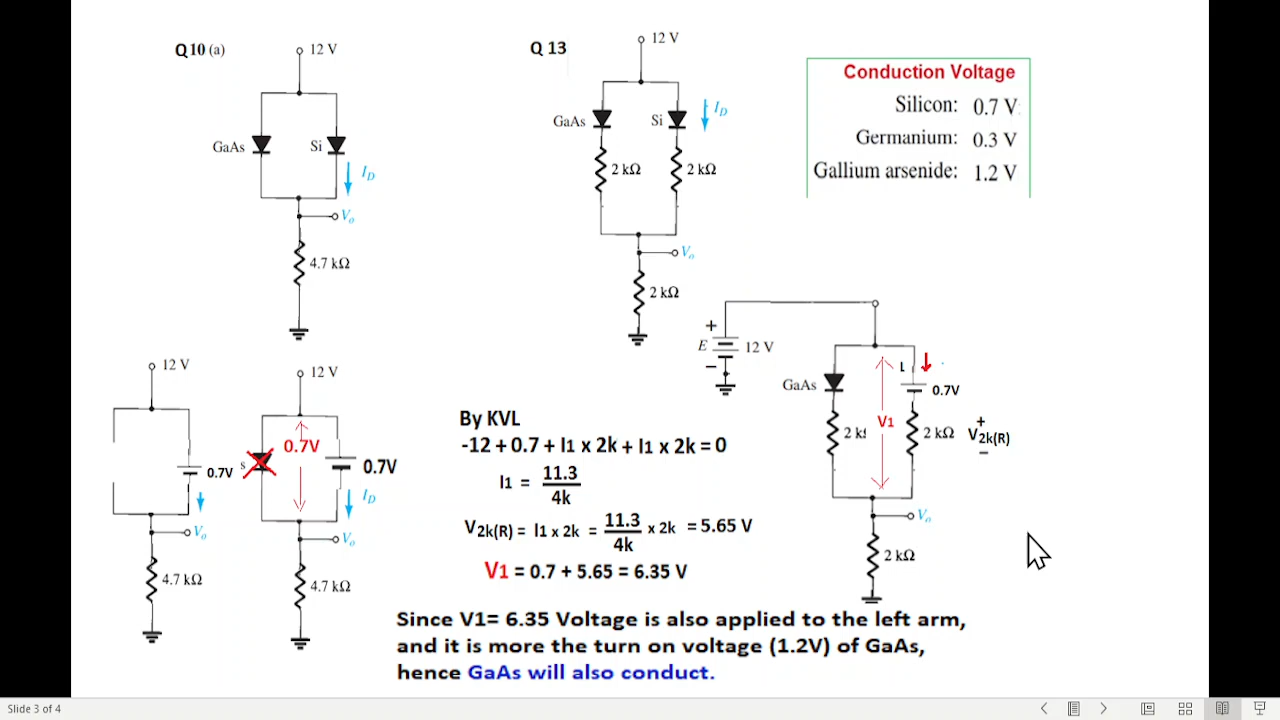 Q 10 (a)
12 V
GaAs
Si
I_D
V_o
4.7 kΩ
Q 13
12 V
GaAs
Si
I_D
2 kΩ
2 kΩ
V_o
2 kΩ
Conduction Voltage
Silicon: 0.7 V
Germanium: 0.3 V
Gallium arsenide: 1.2 V
12 V
0.7V
V_o
4.7 kΩ
12 V
s
0.7V
0.7V
I_D
V_o
4.7 kΩ
By KVL
-12 + 0.7 + I1 x 2k + I1 x 2k = 0
I1 = 11.3
4k
V2k(R) = I1 x 2k = 11.3 x 2k = 5.65 V
4k
V1 = 0.7 + 5.65 = 6.35 V
+
E
12 V
−
GaAs
0.7V
2 k
V1
2 kΩ
+
V2k(R)
−
V_o
2 kΩ
Since V1= 6.35 Voltage is also applied to the left arm,
and it is more the turn on voltage (1.2V) of GaAs,
hence GaAs will also conduct.
Slide 3 of 4